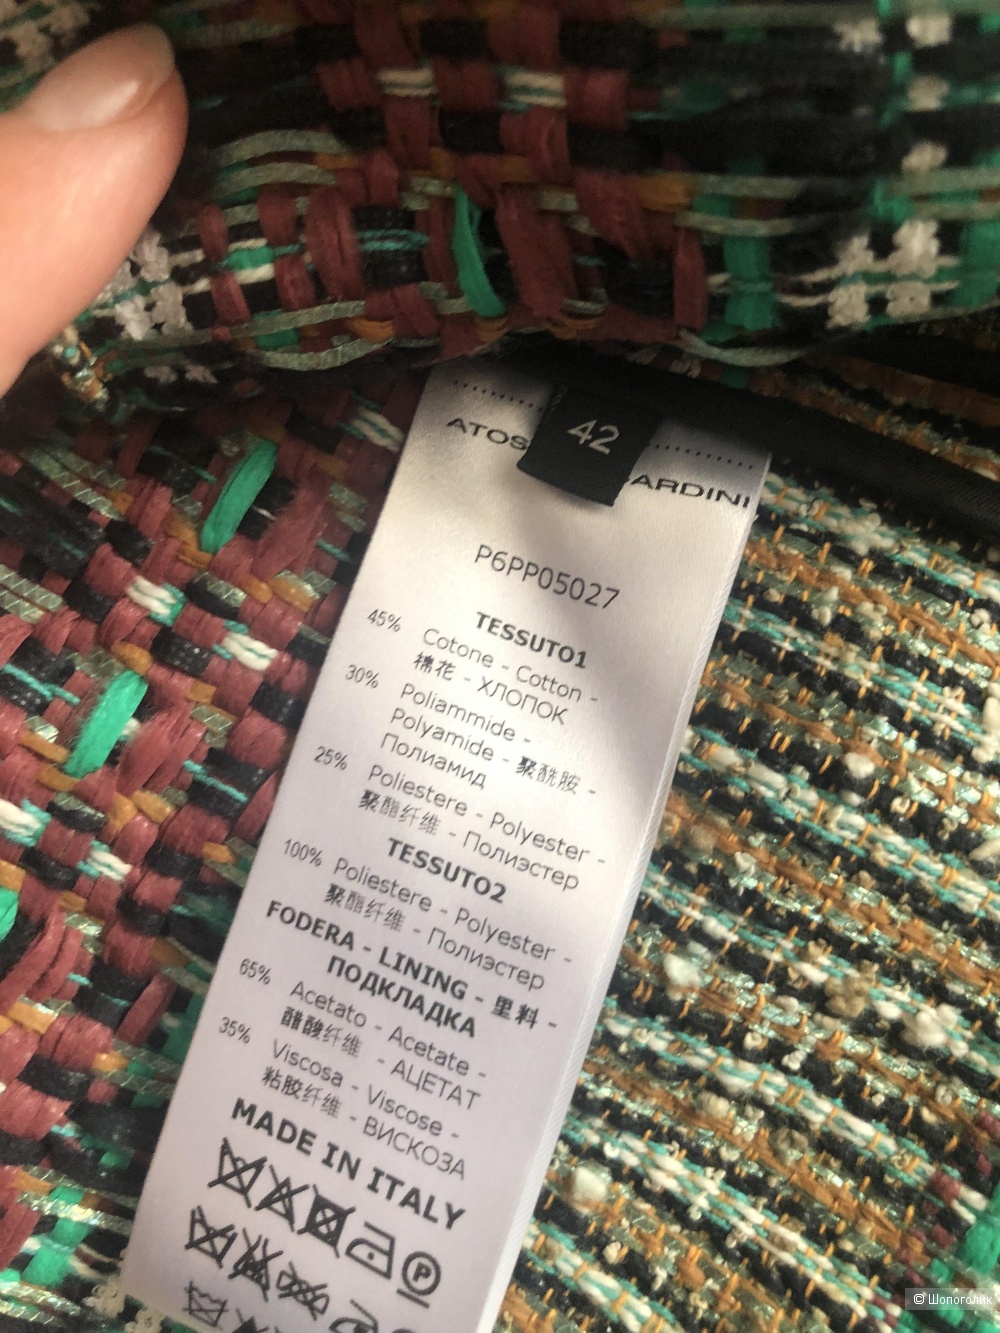 42
ATOS ARDINI
P6PP05027
TESSUTO1
45% Cotone - Cotton -
棉花 - ХЛОПОК
30% Poliammide -
Polyamide - 聚酰胺 -
Полиамид
25% Poliestere - Polyester -
聚酯纤维 - Полиэстер
TESSUTO2
100% Poliestere - Polyester -
聚酯纤维 - Полиэстер
FODERA - LINING - 里料 -
ПОДКЛАДКА
65% Acetato - Acetate -
醋酸纤维 - АЦЕТАТ
35% Viscosa - Viscose -
粘胶纤维 - ВИСКОЗА
MADE IN ITALY
P
© Шопоголик